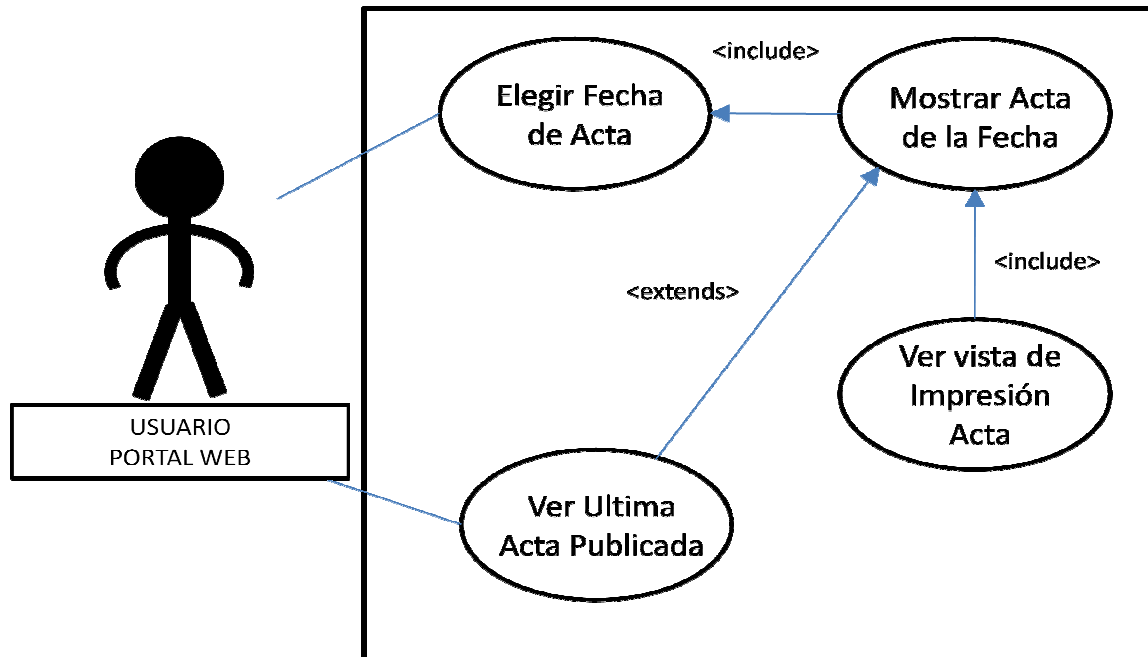 <include>
Elegir Fecha
de Acta
Mostrar Acta
de la Fecha
<include>
<extends>
Ver vista de
Impresión
Acta
USUARIO
PORTAL WEB
Ver Ultima
Acta Publicada